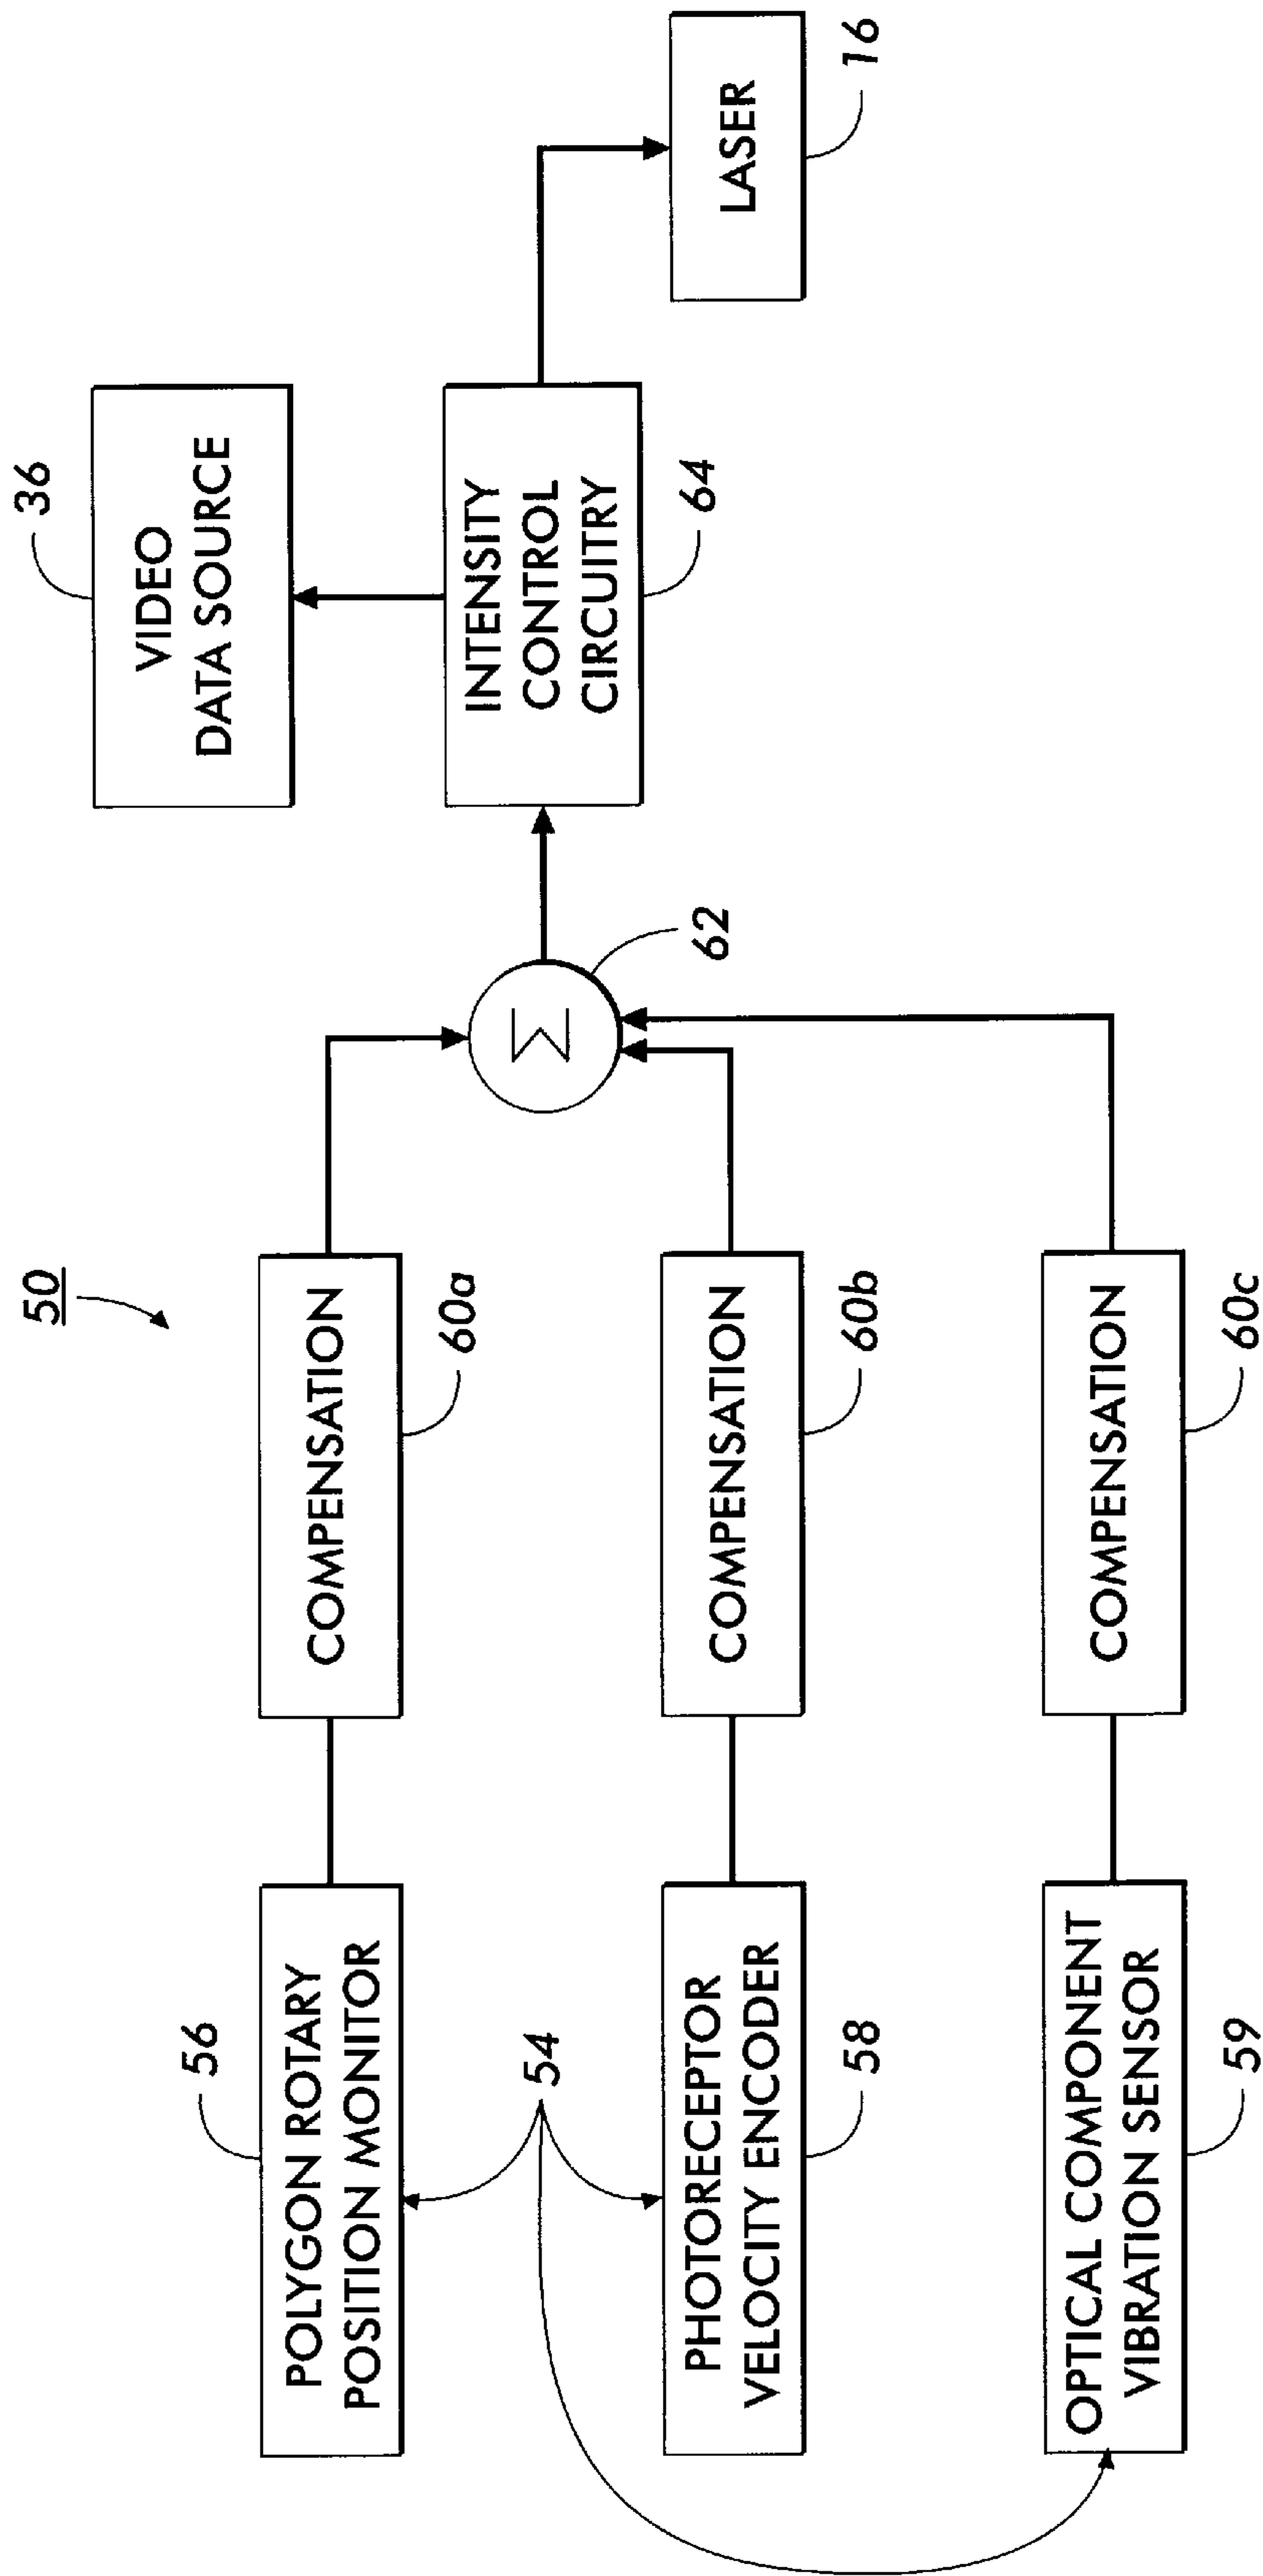 50
56
POLYGON ROTARY
POSITION MONITOR
COMPENSATION
60a
54
PHOTORECEPTOR
VELOCITY ENCODER
58
COMPENSATION
60b
OPTICAL COMPONENT
VIBRATION SENSOR
59
COMPENSATION
60c
Σ
62
36
VIDEO
DATA SOURCE
INTENSITY
CONTROL
CIRCUITRY
64
LASER
16